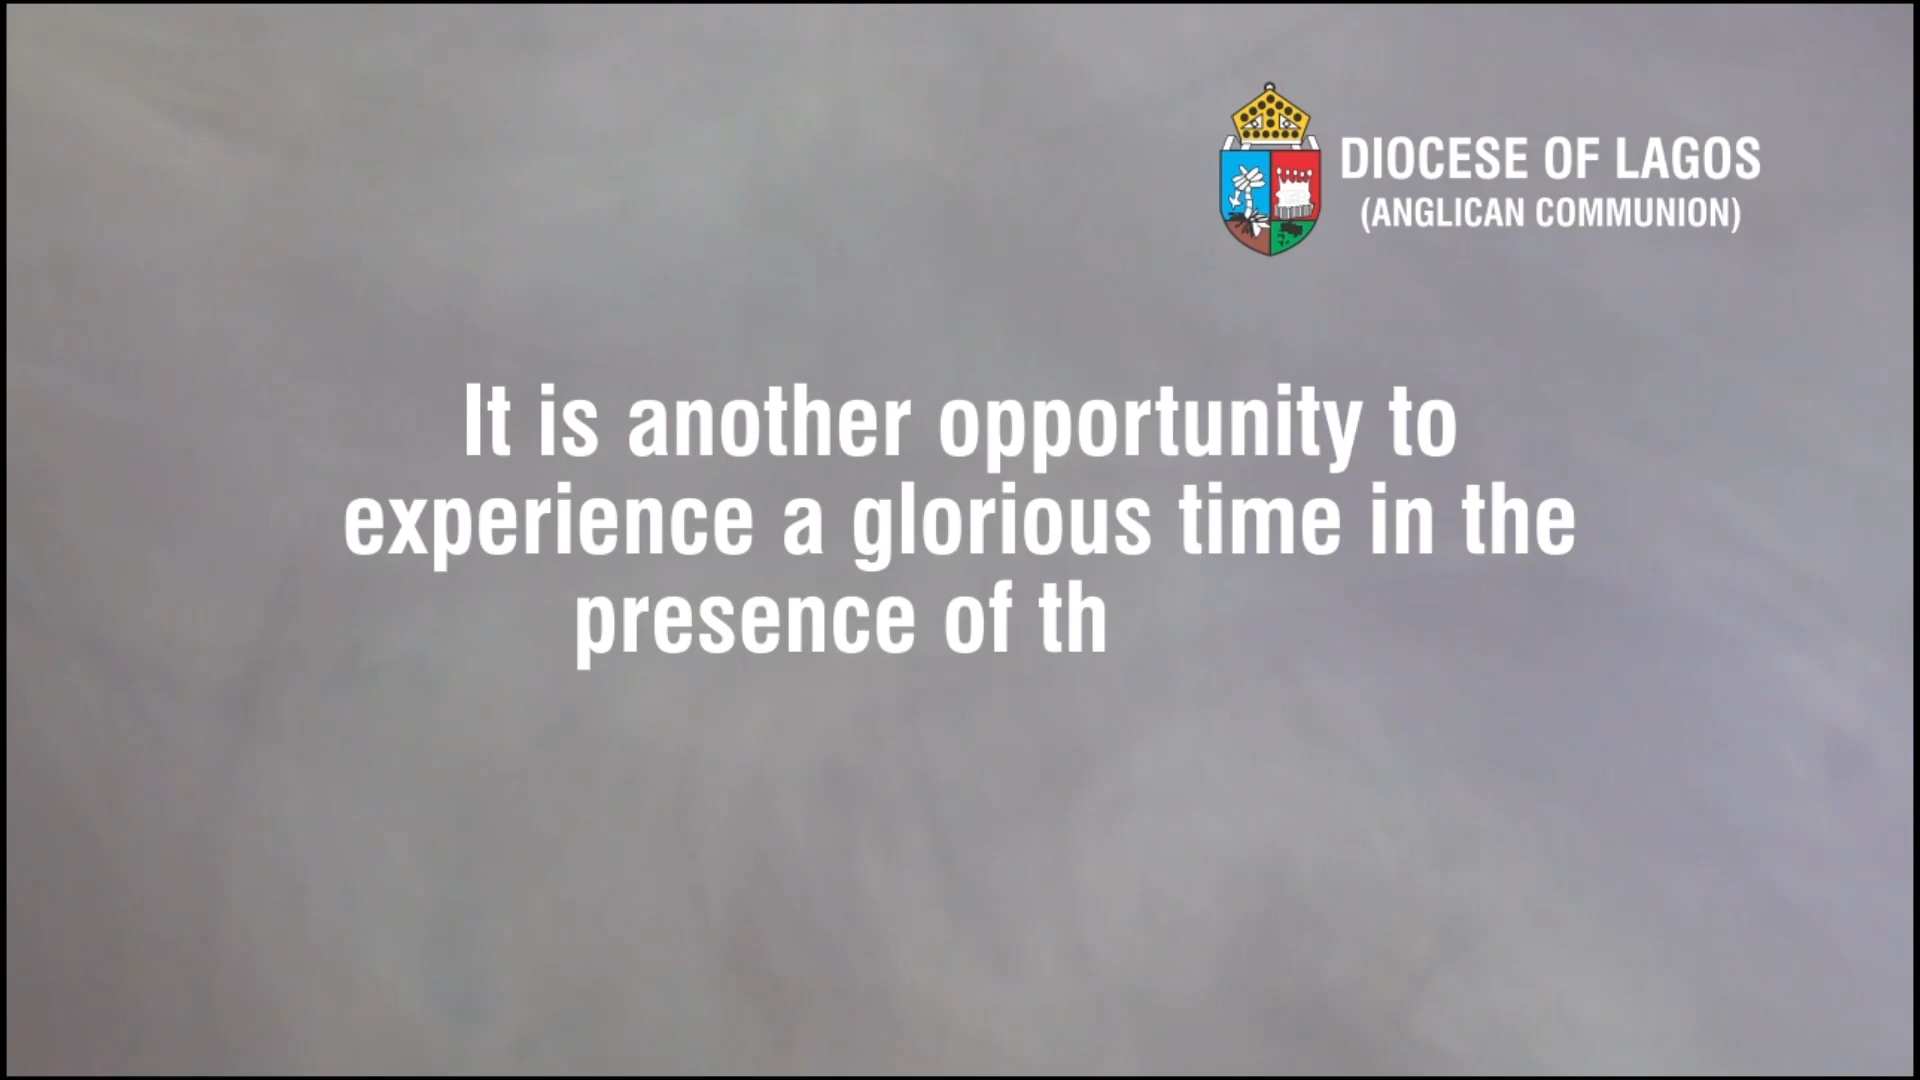 DIOCESE OF LAGOS
(ANGLICAN COMMUNION)
It is another opportunity to
experience a glorious time in the
presence of th